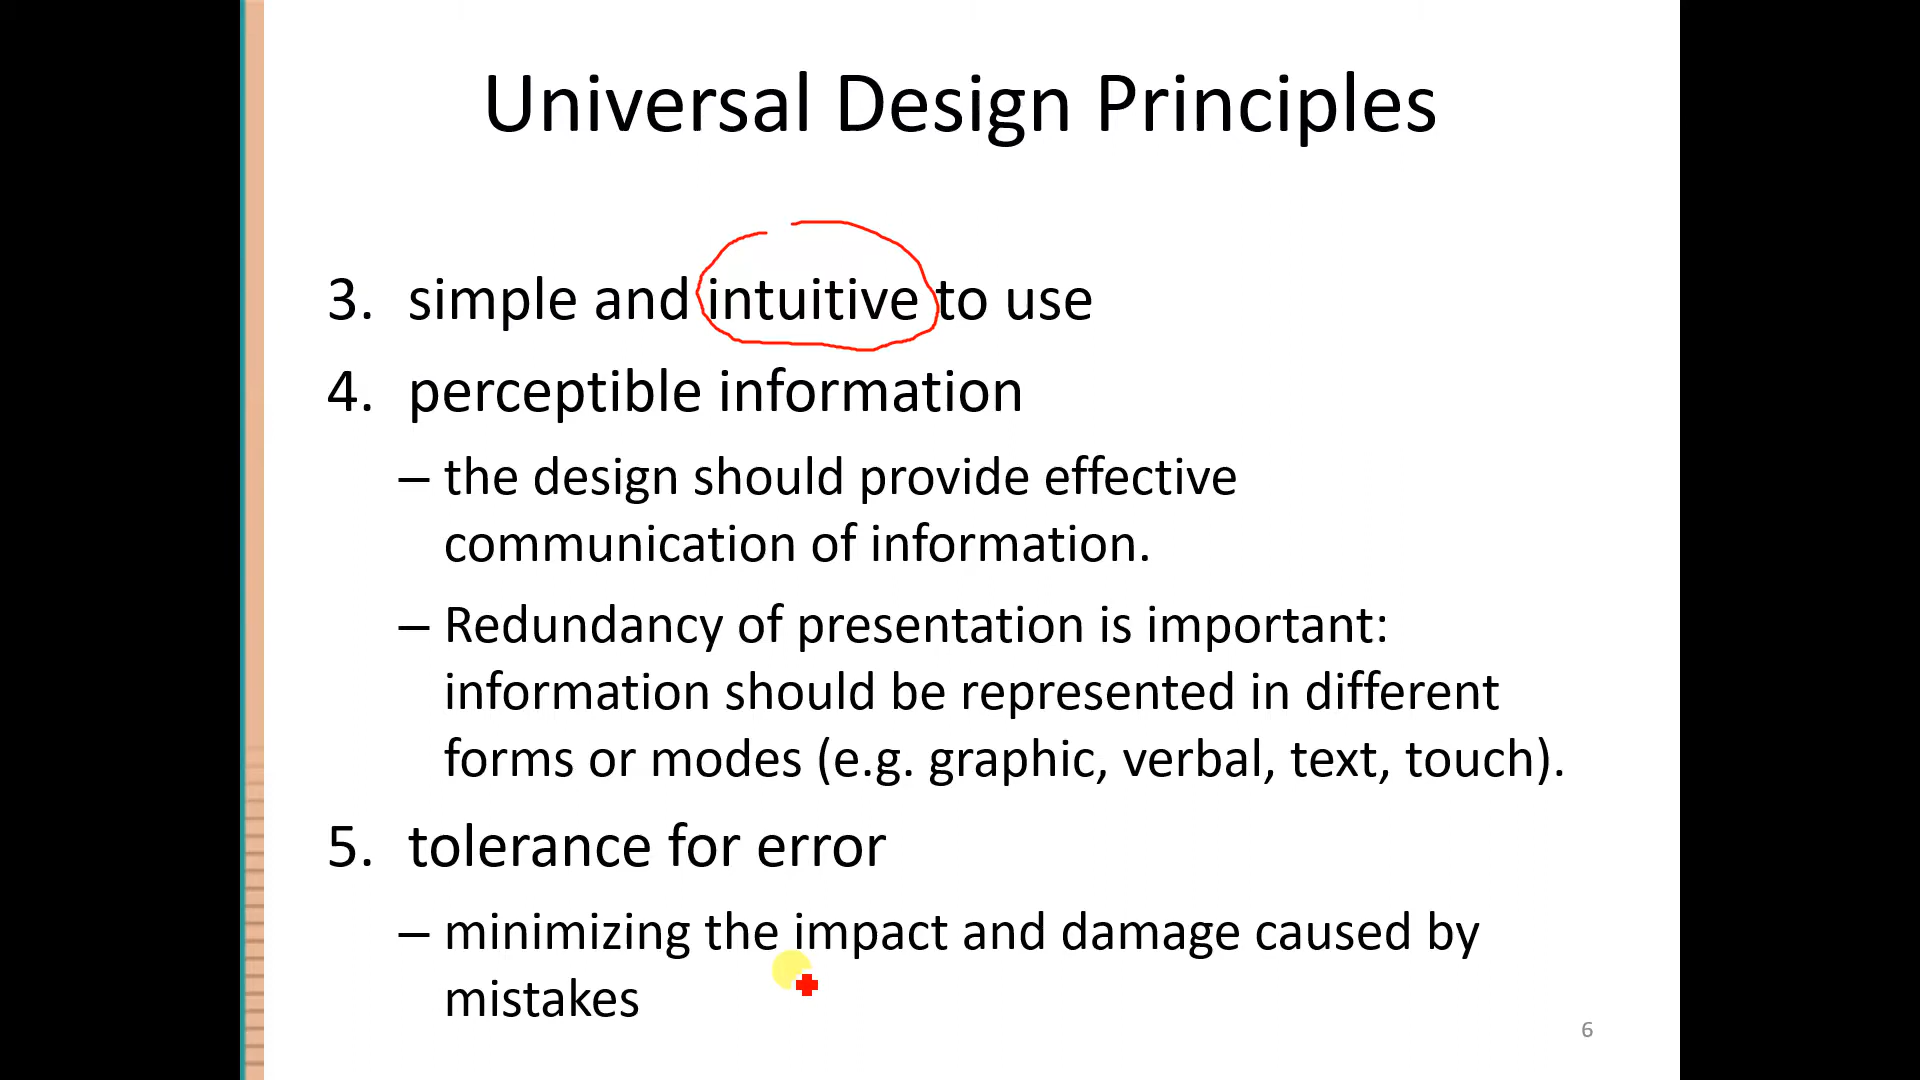 Universal Design Principles
3. simple and intuitive to use
4. perceptible information
– the design should provide effective
communication of information.
– Redundancy of presentation is important:
information should be represented in different
forms or modes (e.g. graphic, verbal, text, touch).
5. tolerance for error
– minimizing the impact and damage caused by
mistakes
6